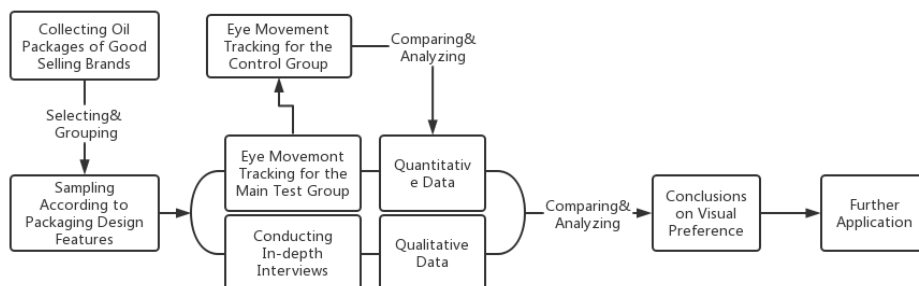 Collecting Oil
Packages of Good
Selling Brands
Eye Movement
Tracking for the
Control Group
Comparing&
Analyzing
Selecting&
Grouping
Sampling
According to
Packaging Design
Features
Eye Movemont
Tracking for the
Main Test Group
Quantitativ
e Data
Conducting
In-depth
Interviews
Qualitative
Data
Comparing&
Analyzing
Conclusions
on Visual
Preference
Further
Application